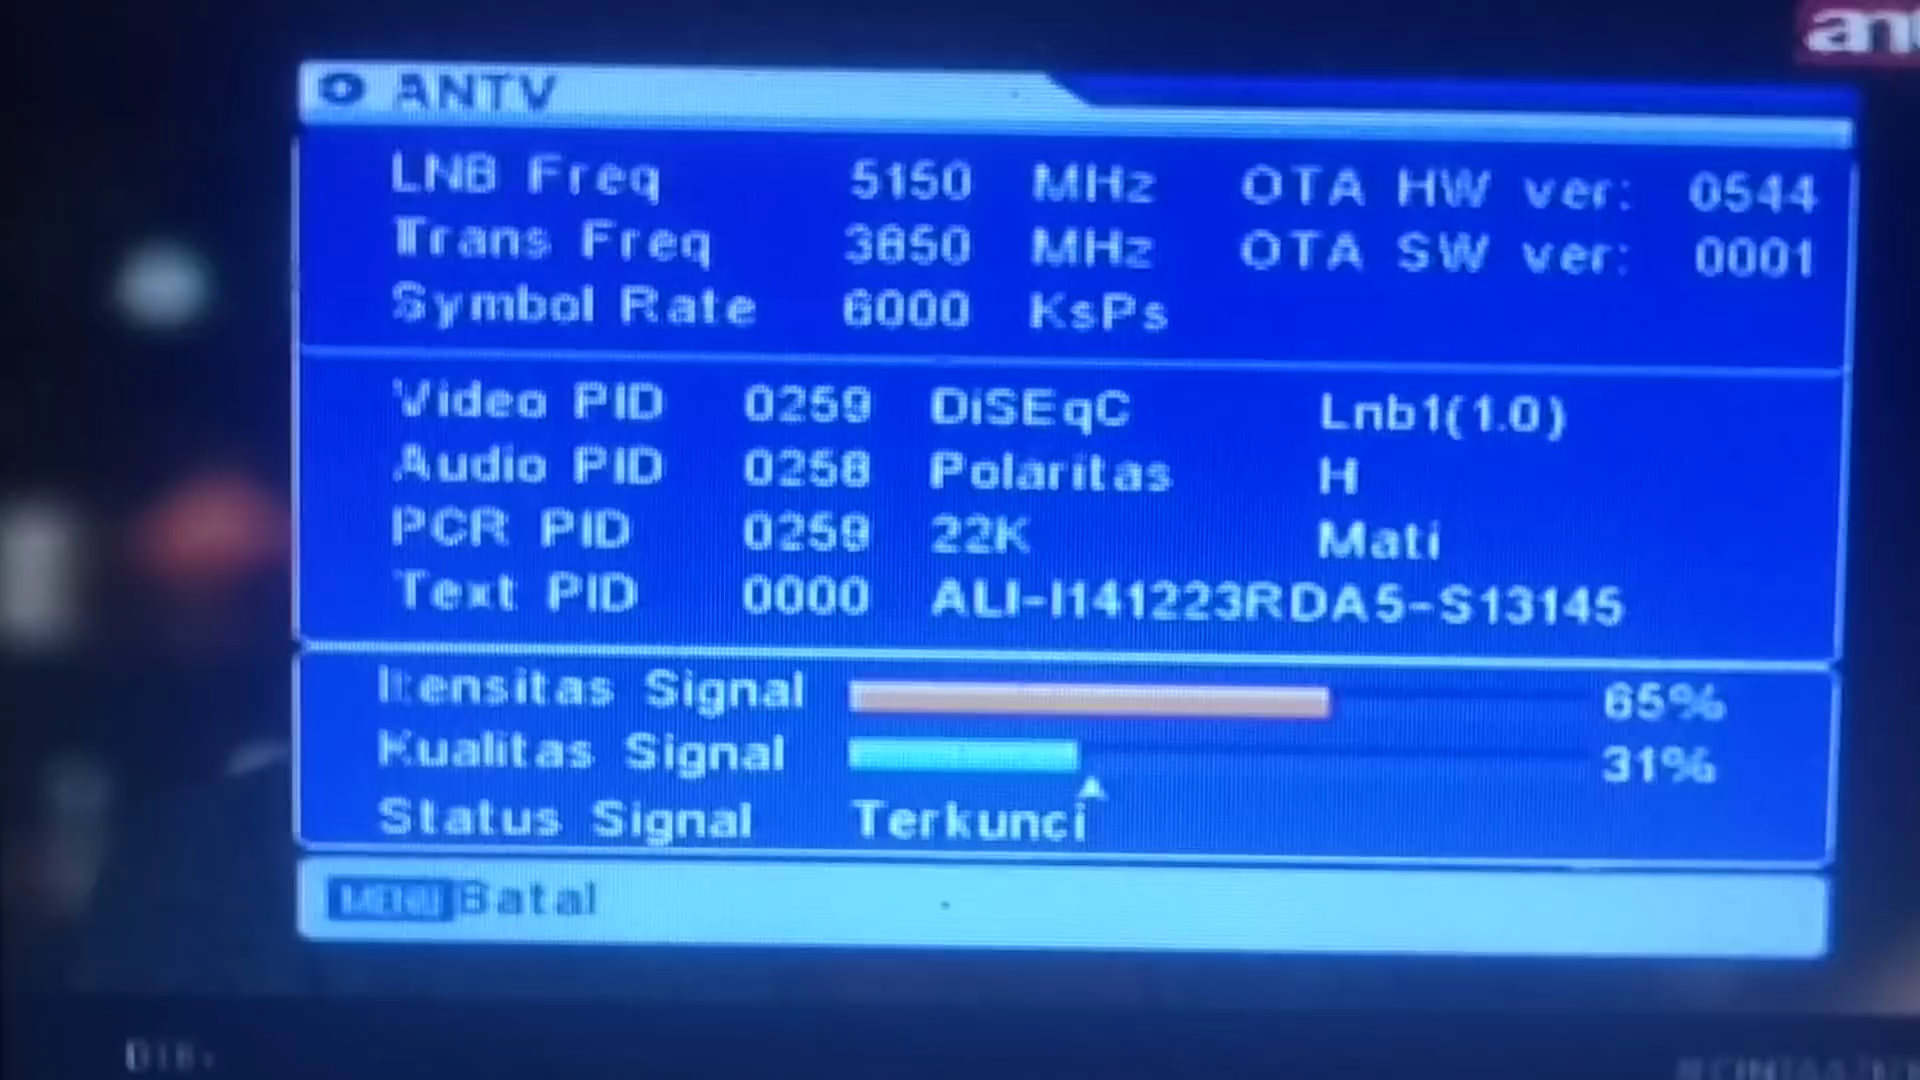 ant
ANTV
LNB Freq 5150 MHz OTA HW ver: 0544
Trans Freq 3850 MHz OTA SW ver: 0001
Symbol Rate 6000 KsPs
Video PID 0259 DiSEqC Lnb1(1.0)
Audio PID 0258 Polaritas H
PCR PID 0259 22K Mati
Text PID 0000 ALI-I141223RDA5-S13145
Itensitas Signal 65%
Kualitas Signal 31%
Status Signal Terkunci
MENU Batal